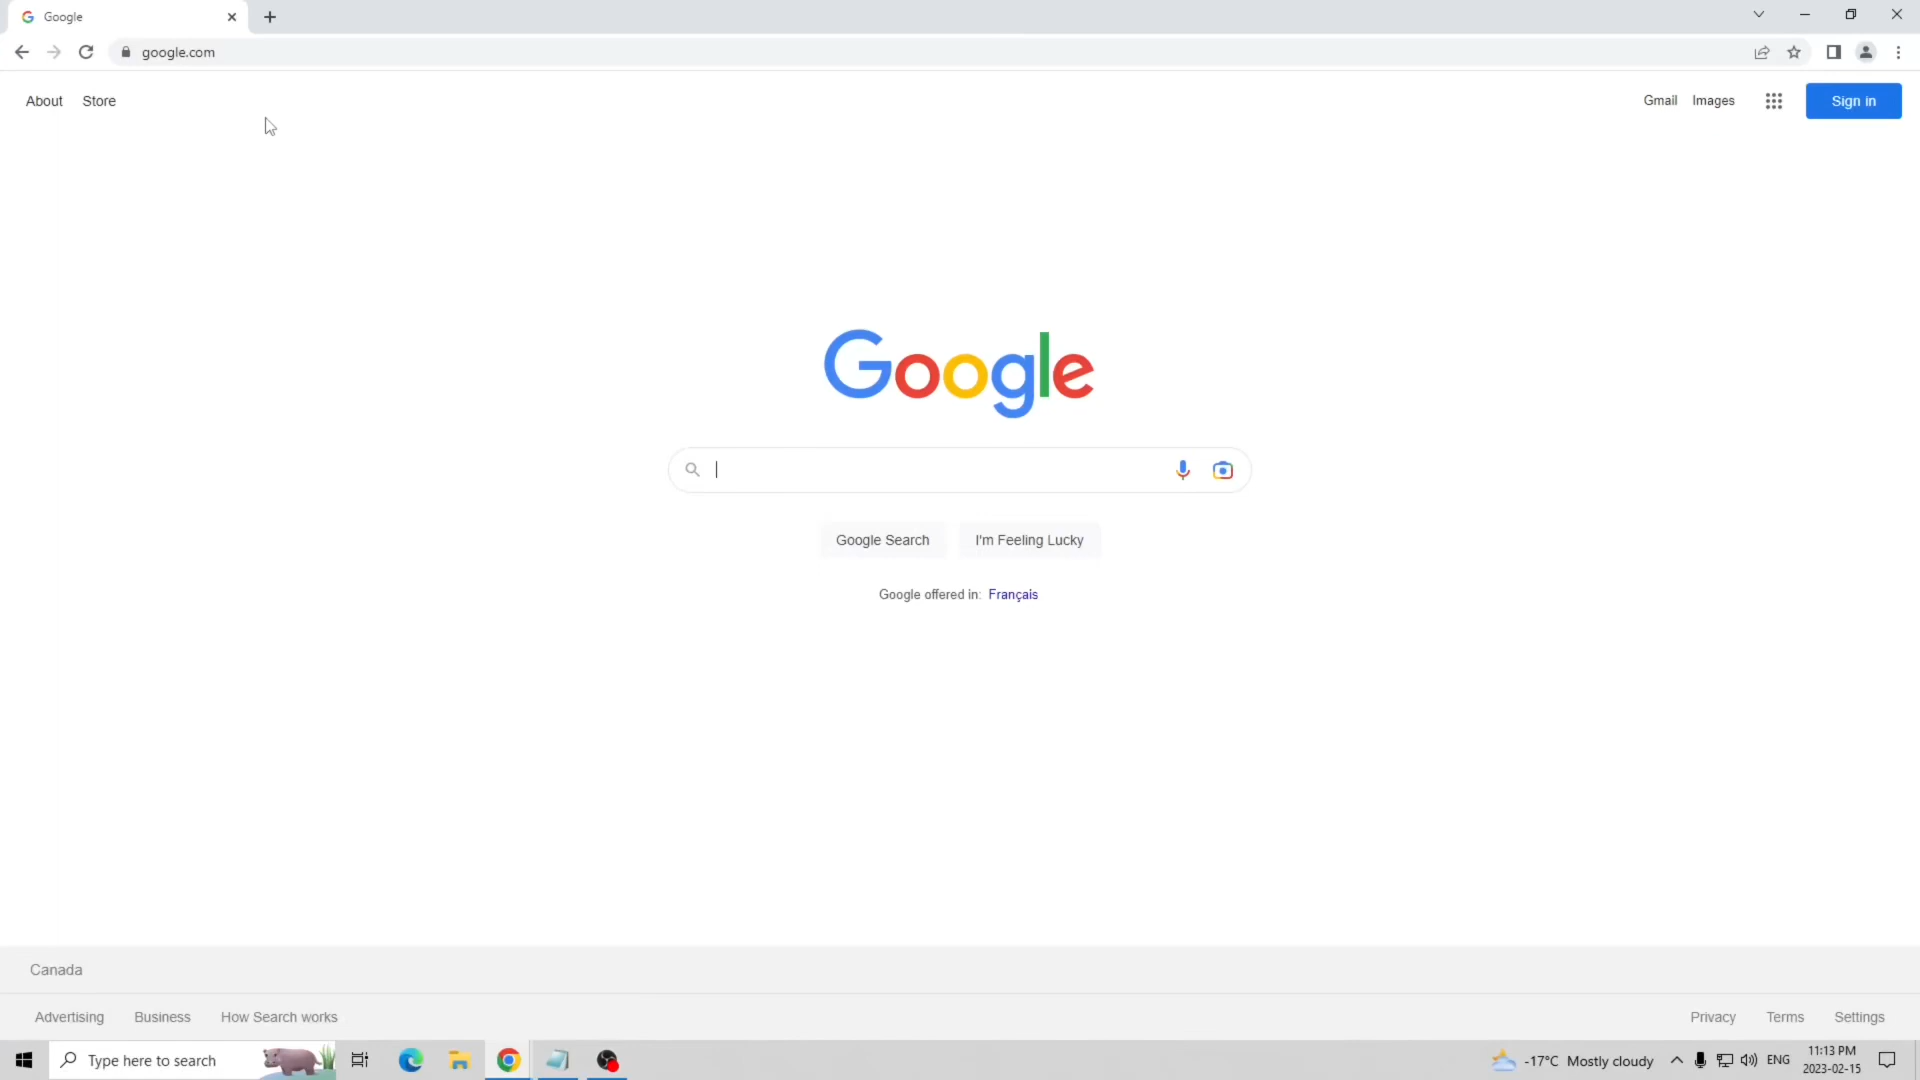 Google
google.com
About Store
Gmail Images Sign in
Google
Google Search I'm Feeling Lucky
Google offered in: Français
Canada
Advertising Business How Search works
Privacy Terms Settings
Type here to search
-17°C Mostly cloudy
ENG
11:13 PM
2023-02-15